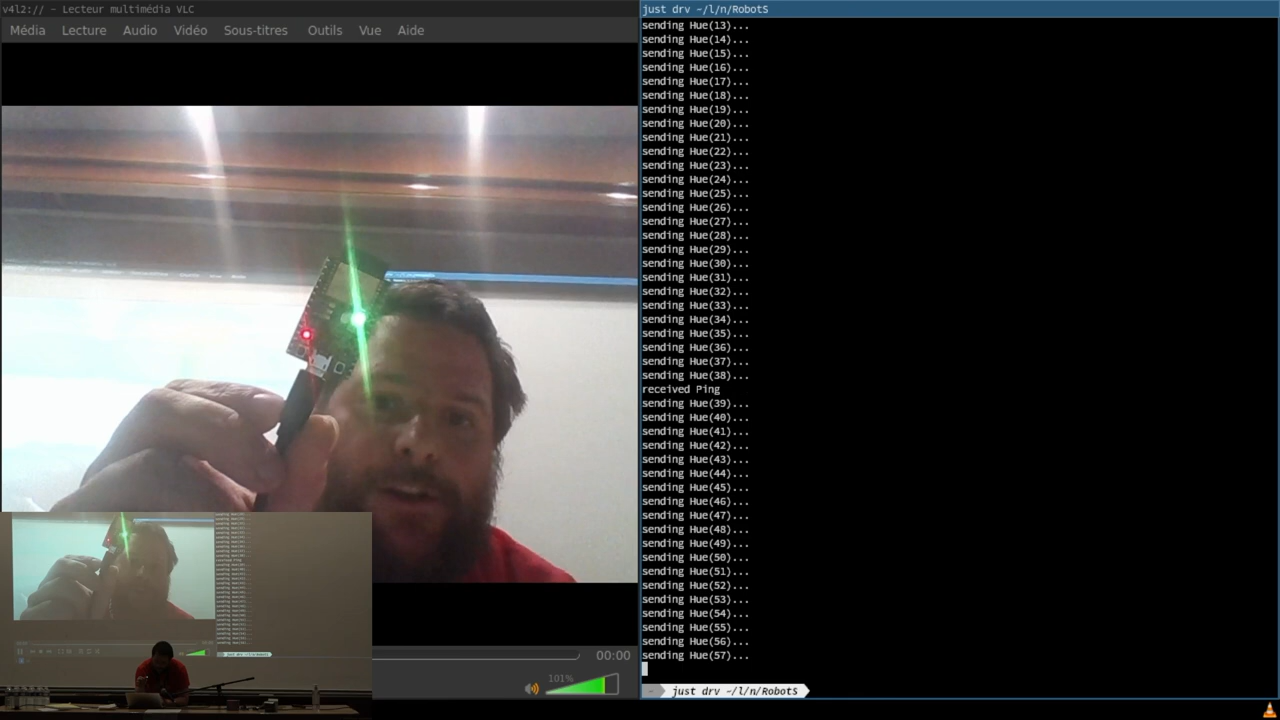 v4l2:// - Lecteur multimédia VLC
Média Lecture Audio Vidéo Sous-titres Outils Vue Aide
00:00
101%
just drv ~/l/n/RobotS
sending Hue(13)...
sending Hue(14)...
sending Hue(15)...
sending Hue(16)...
sending Hue(17)...
sending Hue(18)...
sending Hue(19)...
sending Hue(20)...
sending Hue(21)...
sending Hue(22)...
sending Hue(23)...
sending Hue(24)...
sending Hue(25)...
sending Hue(26)...
sending Hue(27)...
sending Hue(28)...
sending Hue(29)...
sending Hue(30)...
sending Hue(31)...
sending Hue(32)...
sending Hue(33)...
sending Hue(34)...
sending Hue(35)...
sending Hue(36)...
sending Hue(37)...
sending Hue(38)...
received Ping
sending Hue(39)...
sending Hue(40)...
sending Hue(41)...
sending Hue(42)...
sending Hue(43)...
sending Hue(44)...
sending Hue(45)...
sending Hue(46)...
sending Hue(47)...
sending Hue(48)...
sending Hue(49)...
sending Hue(50)...
sending Hue(51)...
sending Hue(52)...
sending Hue(53)...
sending Hue(54)...
sending Hue(55)...
sending Hue(56)...
sending Hue(57)...
just drv ~/l/n/RobotS